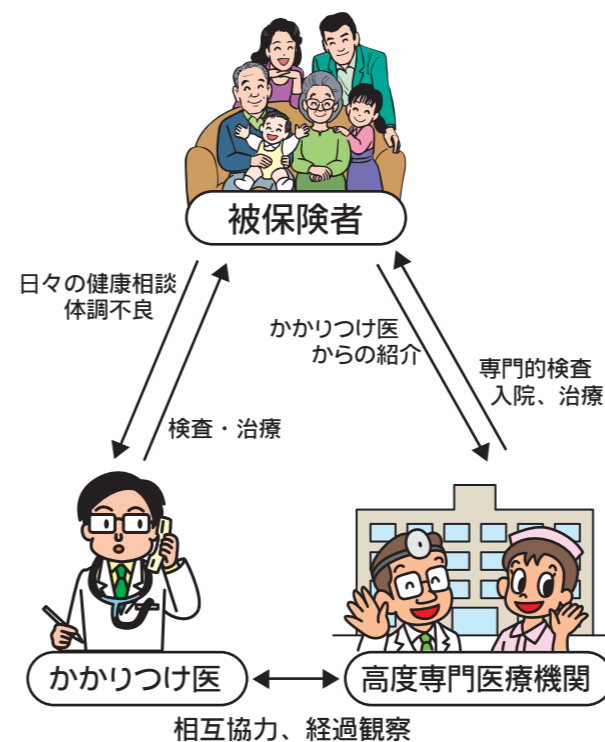 被保険者
日々の健康相談
体調不良
かかりつけ医
からの紹介
専門的検査
入院、治療
検査・治療
かかりつけ医
高度専門医療機関
相互協力、経過観察